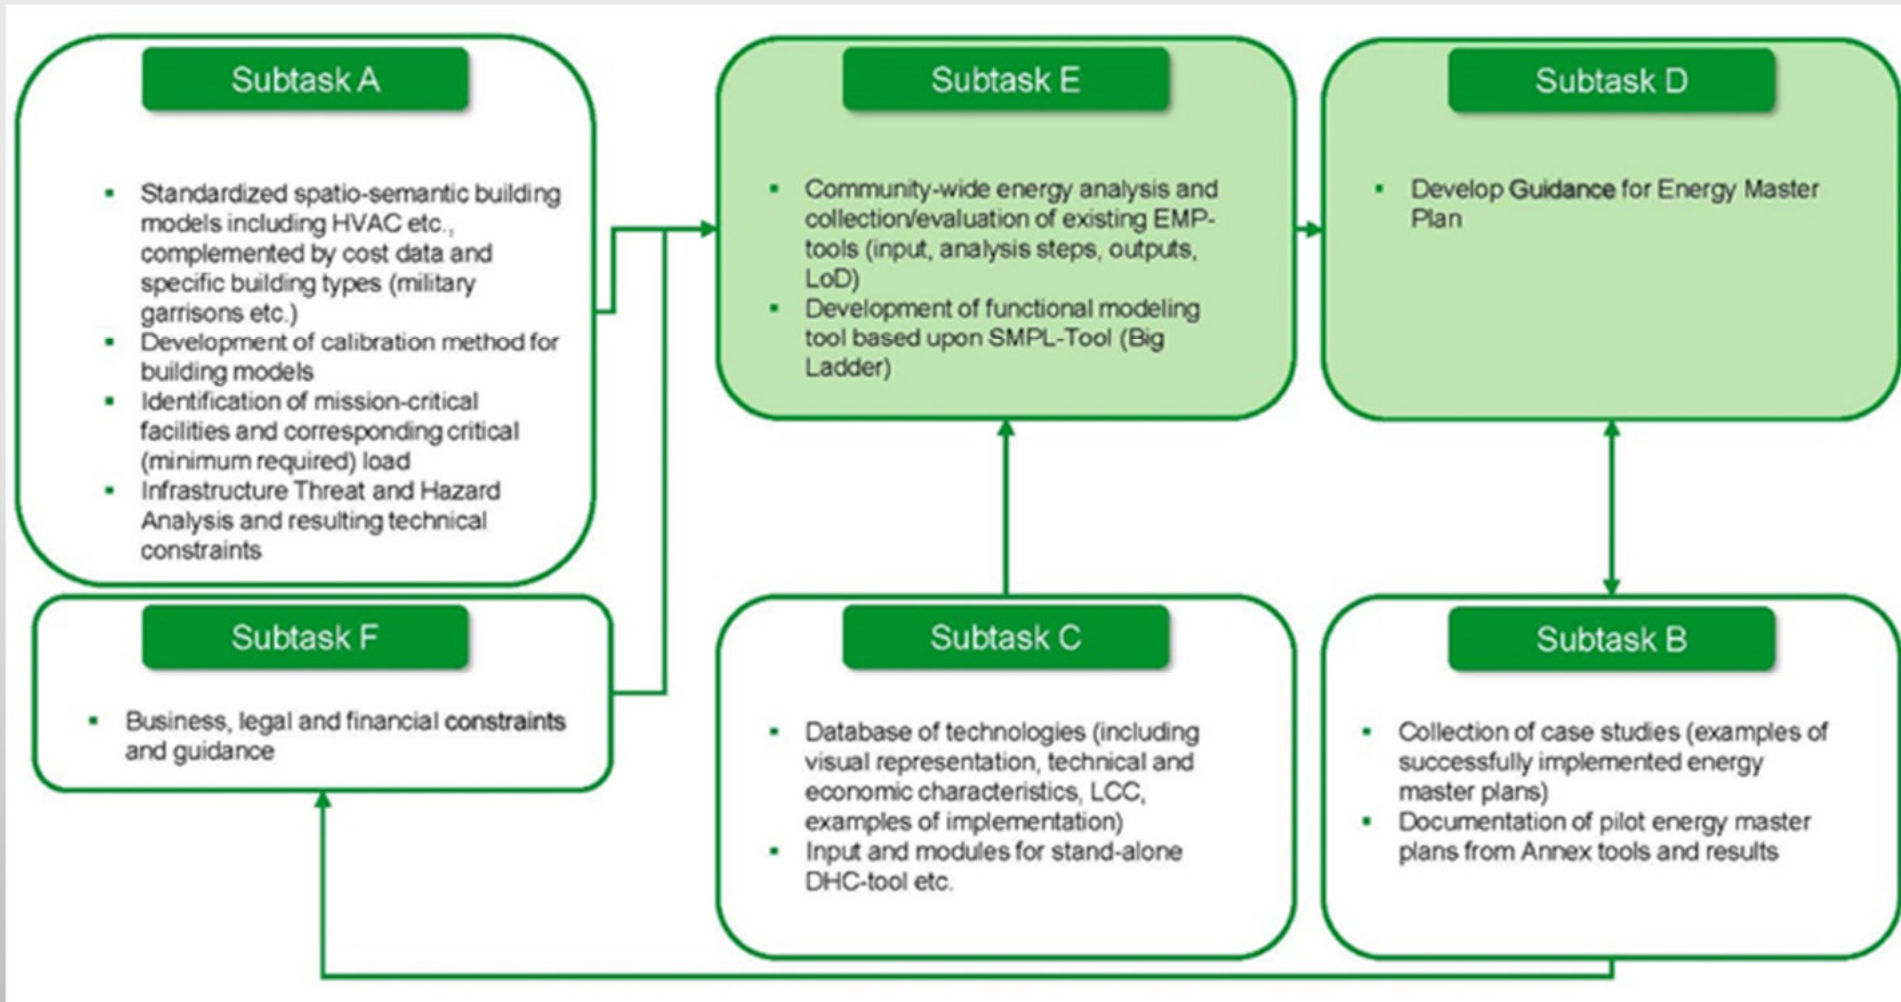 Subtask A
▪ Standardized spatio-semantic building
models including HVAC etc.,
complemented by cost data and
specific building types (military
garrisons etc.)
▪ Development of calibration method for
building models
▪ Identification of mission-critical
facilities and corresponding critical
(minimum required) load
▪ Infrastructure Threat and Hazard
Analysis and resulting technical
constraints
Subtask E
▪ Community-wide energy analysis and
collection/evaluation of existing EMP-
tools (input, analysis steps, outputs,
LoD)
▪ Development of functional modeling
tool based upon SMPL-Tool (Big
Ladder)
Subtask D
▪ Develop Guidance for Energy Master
Plan
Subtask F
▪ Business, legal and financial constraints
and guidance
Subtask C
▪ Database of technologies (including
visual representation, technical and
economic characteristics, LCC,
examples of implementation)
▪ Input and modules for stand-alone
DHC-tool etc.
Subtask B
▪ Collection of case studies (examples of
successfully implemented energy
master plans)
▪ Documentation of pilot energy master
plans from Annex tools and results